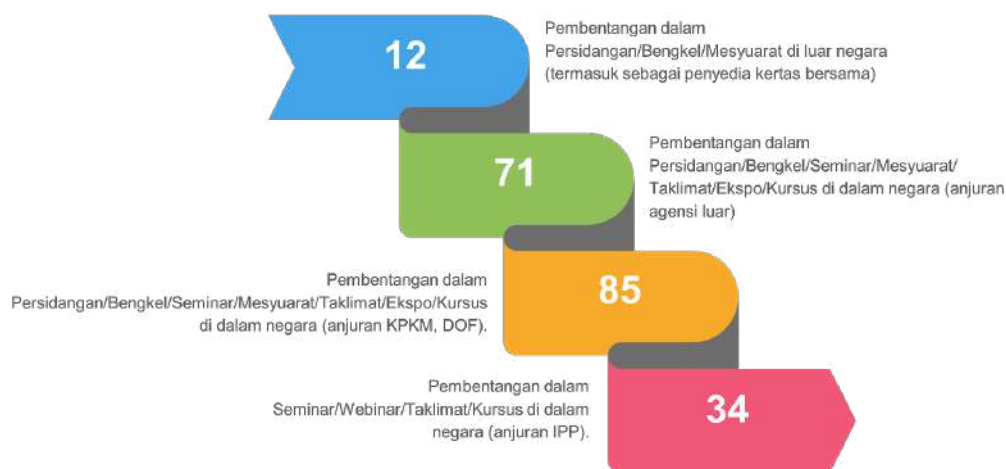 12
Pembentangan dalam
Persidangan/Bengkel/Mesyuarat di luar negara
(termasuk sebagai penyedia kertas bersama)
71
Pembentangan dalam
Persidangan/Bengkel/Seminar/Mesyuarat/
Taklimat/Ekspo/Kursus di dalam negara (anjuran
agensi luar)
Pembentangan dalam
Persidangan/Bengkel/Seminar/Mesyuarat/Taklimat/Ekspo/Kursus
di dalam negara (anjuran KPKM, DOF).
85
Pembentangan dalam
Seminar/Webinar/Taklimat/Kursus di dalam
negara (anjuran IPP).
34